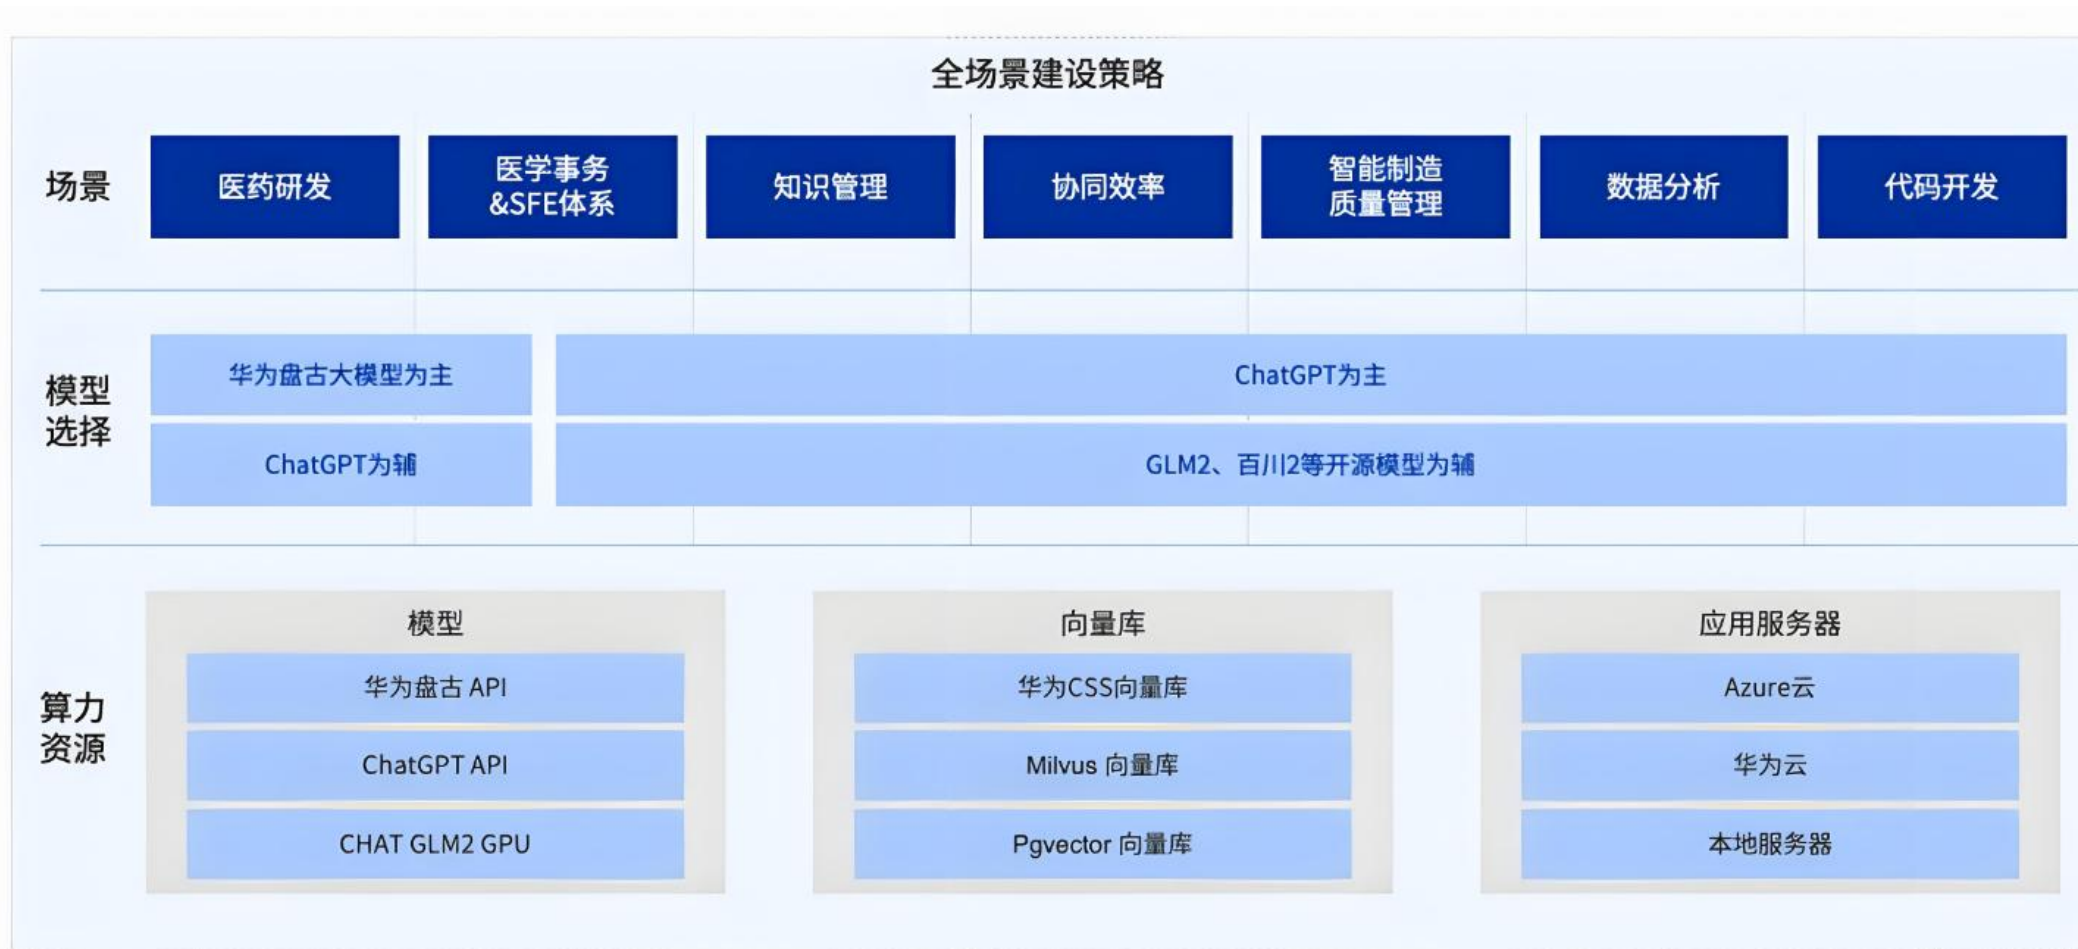 全场景建设策略
场景
医药研发
医学事务
&SFE体系
知识管理
协同效率
智能制造
质量管理
数据分析
代码开发
模型
选择
华为盘古大模型为主
ChatGPT为主
ChatGPT为辅
GLM2、百川2等开源模型为辅
算力
资源
模型
华为盘古 API
ChatGPT API
CHAT GLM2 GPU
向量库
华为CSS向量库
Milvus 向量库
Pgvector 向量库
应用服务器
Azure云
华为云
本地服务器